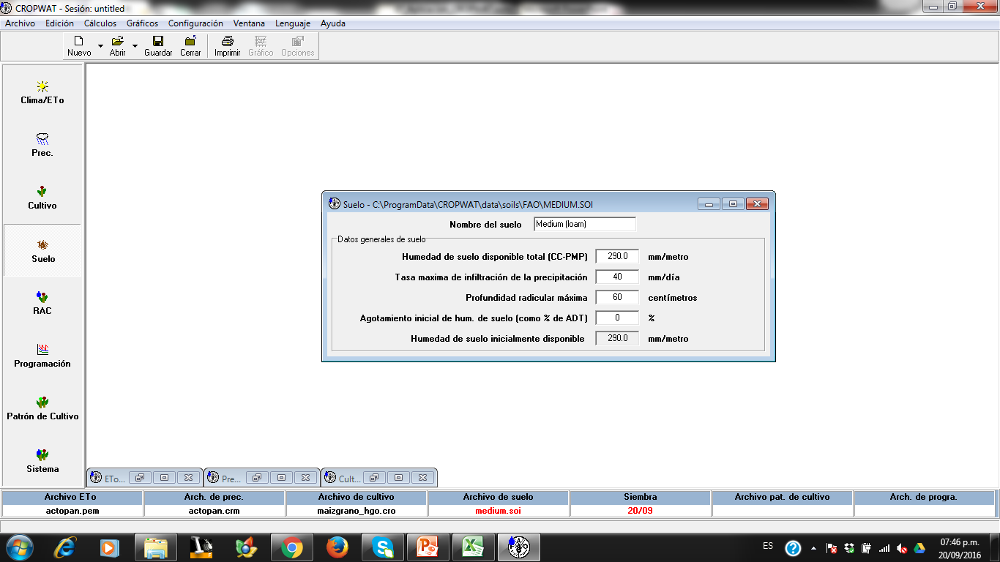 CROPWAT - Sesión: untitled
Archivo Edición Cálculos Gráficos Configuración Ventana Lenguaje Ayuda
Nuevo Abrir Guardar Cerrar Imprimir Gráfico Opciones
Clima/ETo
Prec.
Cultivo
Suelo
RAC
Programación
Patrón de Cultivo
Sistema
Suelo - C:\ProgramData\CROPWAT\data\soils\FAO\MEDIUM.SOI
Nombre del suelo Medium (loam)
Datos generales de suelo
Humedad de suelo disponible total (CC-PMP) 290.0 mm/metro
Tasa maxima de infiltración de la precipitación 40 mm/día
Profundidad radicular máxima 60 centímetros
Agotamiento inicial de hum. de suelo (como % de ADT) 0 %
Humedad de suelo inicialmente disponible 290.0 mm/metro
ETo... Pre... Cult...
Archivo ETo Arch. de prec. Archivo de cultivo Archivo de suelo Siembra Archivo pat. de cultivo Arch. de progra.
actopan.pem actopan.crm maizgrano_hgo.cro medium.soi 20/09
ES 07:46 p.m.
20/09/2016